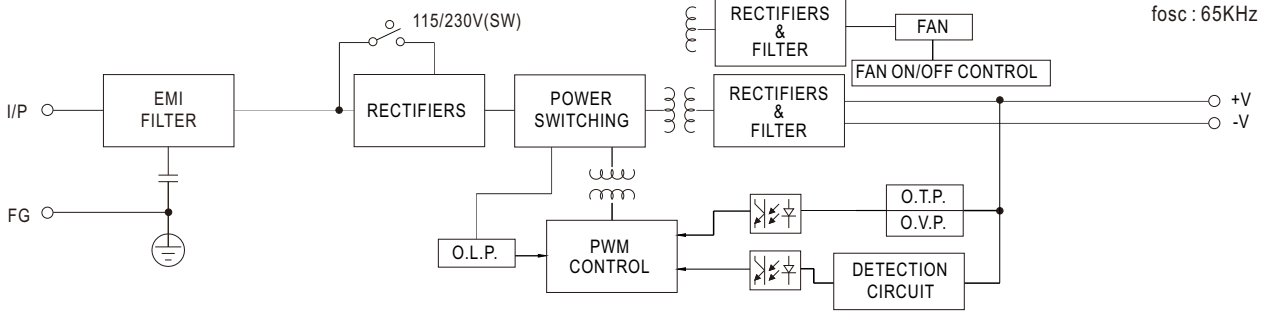 115/230V(SW)
RECTIFIERS
&
FILTER
FAN
fosc : 65KHz
FAN ON/OFF CONTROL
I/P
EMI
FILTER
RECTIFIERS
POWER
SWITCHING
RECTIFIERS
&
FILTER
+V
-V
FG
O.L.P.
PWM
CONTROL
O.T.P.
O.V.P.
DETECTION
CIRCUIT